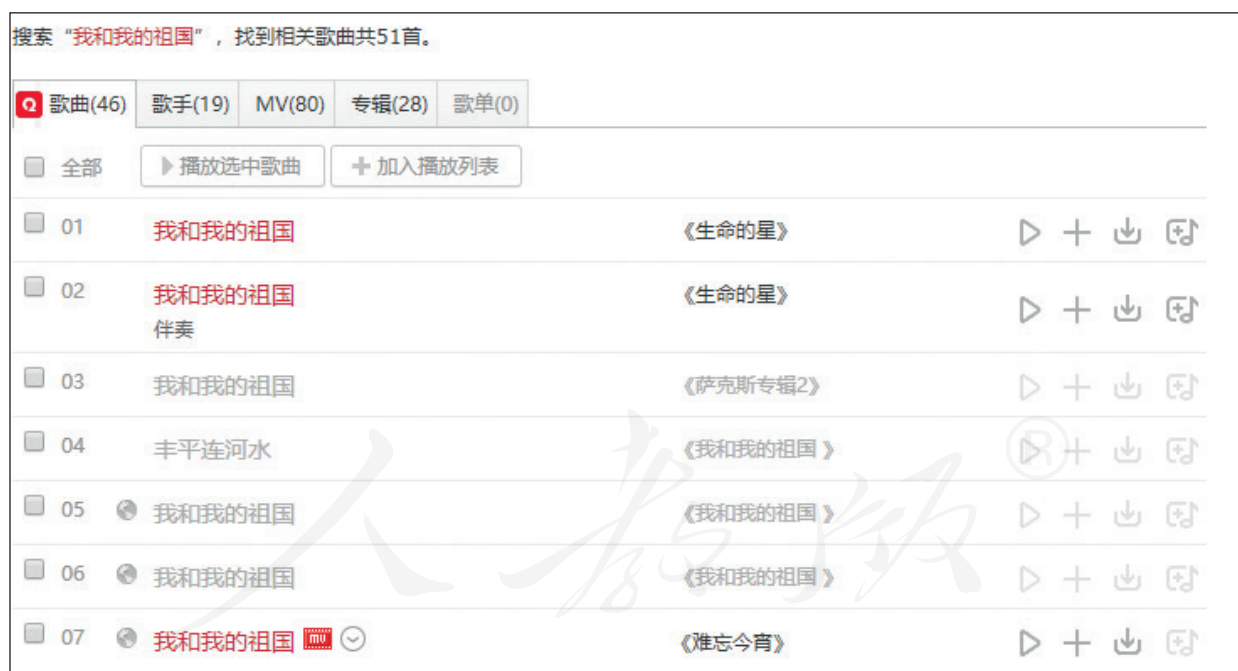 搜索“我和我的祖国”，找到相关歌曲共51首。
歌曲(46) 歌手(19) MV(80) 专辑(28) 歌单(0)
全部 播放选中歌曲 加入播放列表
01 我和我的祖国 《生命的星》
02 我和我的祖国 《生命的星》
伴奏
03 我和我的祖国 《萨克斯专辑2》
04 丰平连河水 《我和我的祖国 》
05 我和我的祖国 《我和我的祖国 》
06 我和我的祖国 《我和我的祖国 》
07 我和我的祖国 MV 《难忘今宵》
人教版®